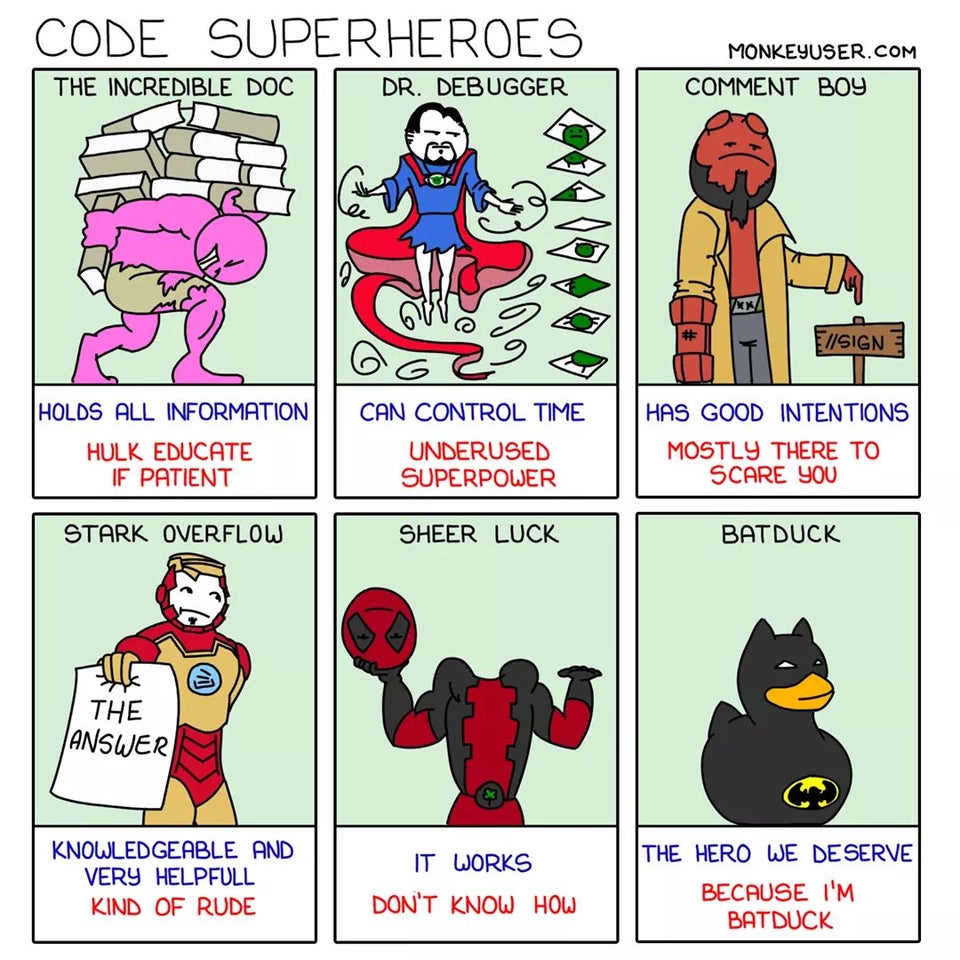 CODE SUPERHEROES
MONKEYUSER.COM
THE INCREDIBLE DOC
HOLDS ALL INFORMATION
HULK EDUCATE
IF PATIENT
DR. DEBUGGER
CAN CONTROL TIME
UNDERUSED
SUPERPOWER
COMMENT BOY
#
//SIGN
HAS GOOD INTENTIONS
MOSTLY THERE TO
SCARE YOU
STARK OVERFLOW
THE
ANSWER
KNOWLEDGEABLE AND
VERY HELPFULL
KIND OF RUDE
SHEER LUCK
IT WORKS
DON'T KNOW HOW
BATDUCK
THE HERO WE DESERVE
BECAUSE I'M
BATDUCK